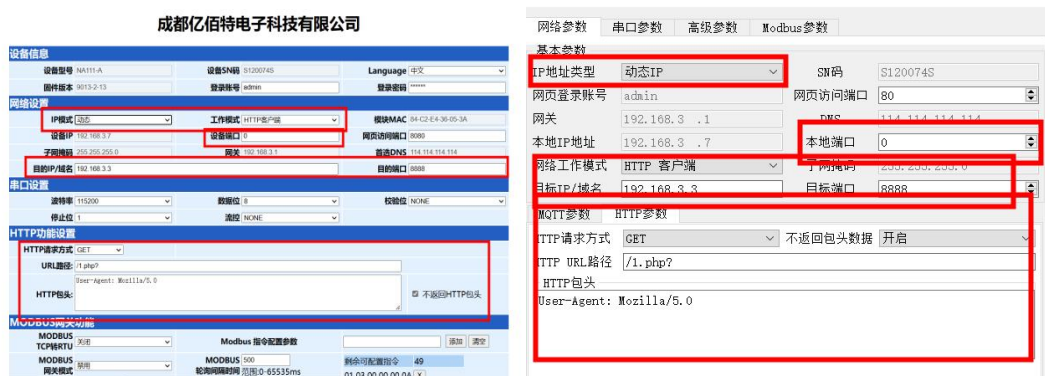 成都亿佰特电子科技有限公司
设备信息
设备型号 NA111-A 设备SN码 S1200745 Language 中文
固件版本 9013-2-13 登录账号 admin 登录密码 ******
网络设置
IP模式 动态 工作模式 HTTP客户端 模块MAC 84-C2-E4-36-05-3A
设备IP 192.168.3.7 设备端口 0 网页访问端口 8080
子网掩码 255.255.255.0 网关 192.168.3.1 首选DNS 114.114.114.114
目的IP/域名 192.168.3.3 目的端口 8888
串口设置
波特率 115200 数据位 8 校验位 NONE
停止位 1 流控 NONE
HTTP功能设置
HTTP请求方式 GET
URL路径: /1.php?
User-Agent: Mozilla/5.0
HTTP包头: 不返回HTTP包头
MODBUS网关功能
MODBUS TCP转RTU 关闭 Modbus 指令配置参数 添加 清空
MODBUS 网关模式 禁用 MODBUS 轮询间隔时间 500 范围:0-65535ms 剩余可配置指令 49
01 03 00 00 00 0A X
网络参数 串口参数 高级参数 Modbus参数
基本参数
IP地址类型 动态IP SN码 S120074S
网页登录账号 admin 网页访问端口 80
网关 192.168.3 .1 DNS 114.114.114.114
本地IP地址 192.168.3 .7 本地端口 0
网络工作模式 HTTP 客户端 子网掩码 255.255.255.0
目标IP/域名 192.168.3.3 目标端口 8888
MQTT参数 HTTP参数
HTTP请求方式 GET 不返回包头数据 开启
HTTP URL路径 /1.php?
HTTP包头
User-Agent: Mozilla/5.0